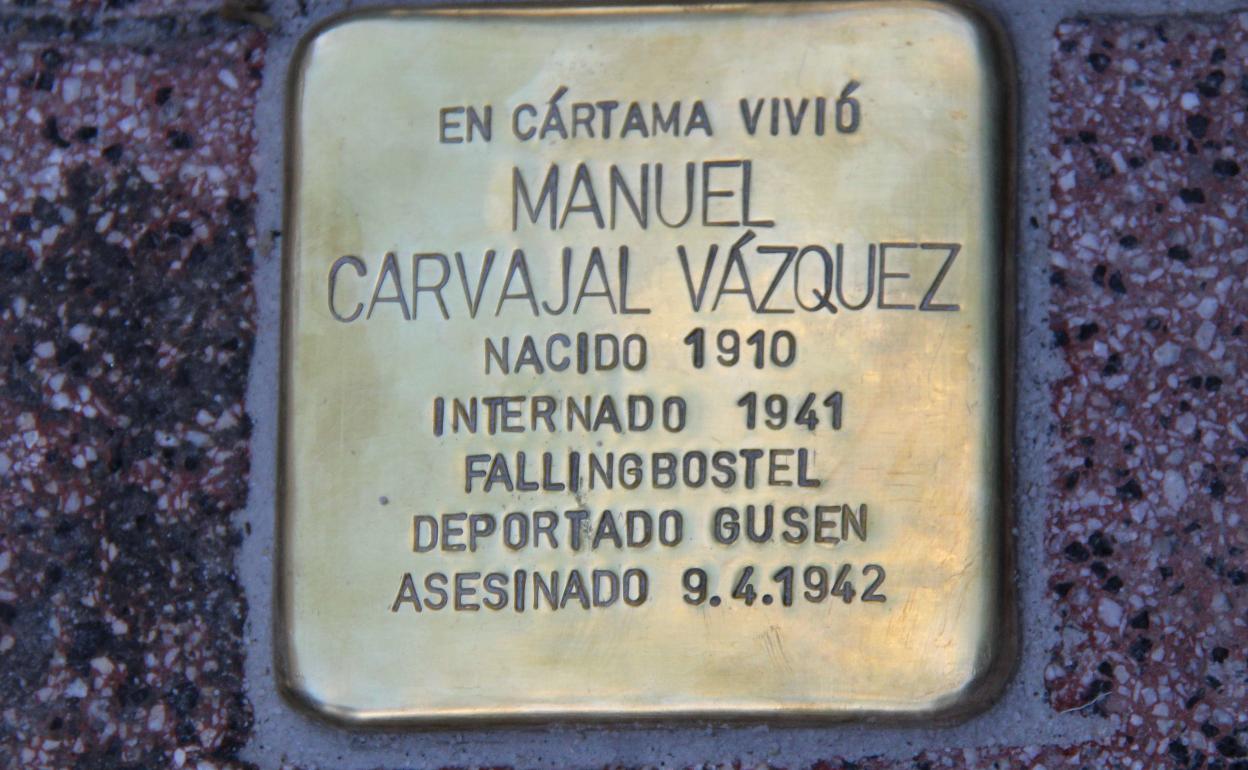 EN CÁRTAMA VIVIÓ
MANUEL
CARVAJAL VÁZQUEZ
NACIDO 1910
INTERNADO 1941
FALLINGBOSTEL
DEPORTADO GUSEN
ASESINADO 9.4.1942